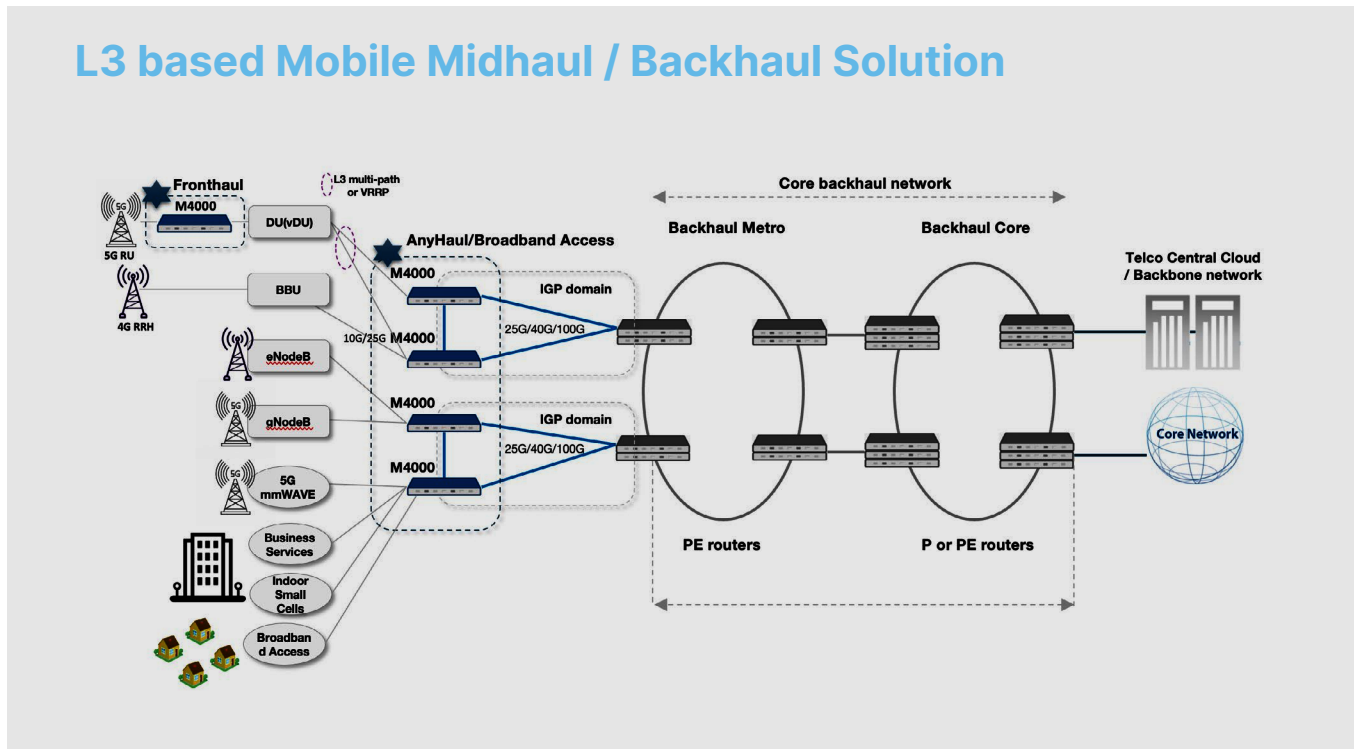 L3 based Mobile Midhaul / Backhaul Solution
Fronthaul
M4000
5G
5G RU
DU(vDU)
L3 multi-path
or VRRP
4G RRH
BBU
10G/25G
eNodeB
5G
gNodeB
5G
5G
mmWAVE
Business
Services
Indoor
Small
Cells
Broadban
d Access
AnyHaul/Broadband Access
M4000
M4000
IGP domain
25G/40G/100G
M4000
M4000
IGP domain
25G/40G/100G
Core backhaul network
Backhaul Metro
Backhaul Core
PE routers
P or PE routers
Telco Central Cloud
/ Backbone network
Core Network